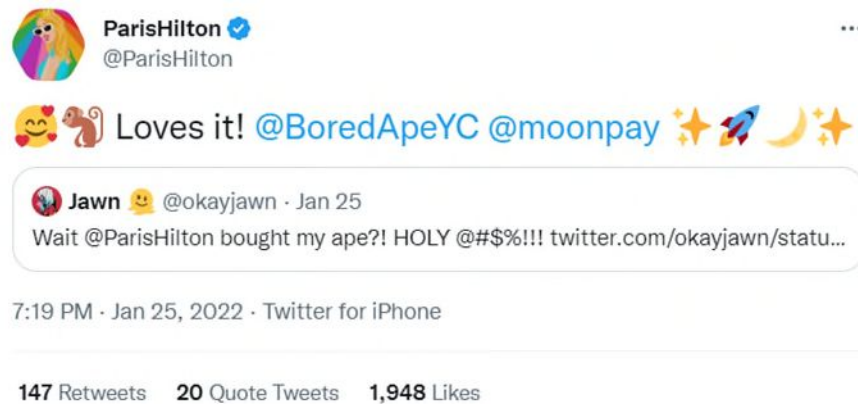 ParisHilton
@ParisHilton
🥰🐒 Loves it! @BoredApeYC @moonpay ✨🚀🌙✨
Jawn 🫠 @okayjawn · Jan 25
Wait @ParisHilton bought my ape?! HOLY @#$%!!! twitter.com/okayjawn/statu...
7:19 PM · Jan 25, 2022 · Twitter for iPhone
147 Retweets 20 Quote Tweets 1,948 Likes